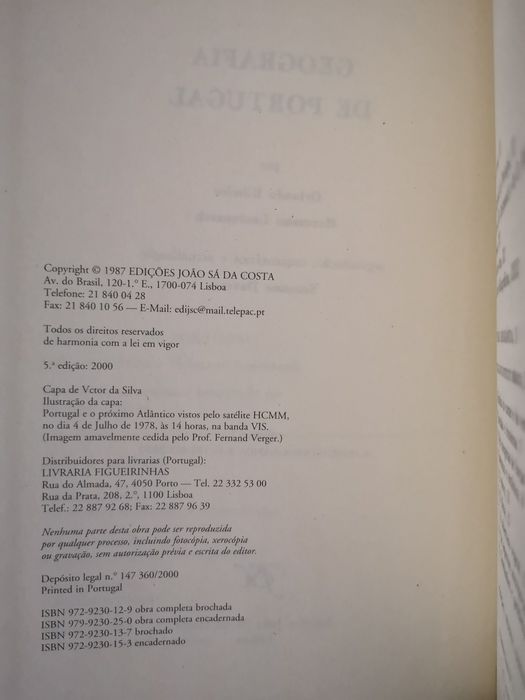 Copyright © 1987 EDIÇÕES JOÃO SÁ DA COSTA
Av. do Brasil, 120-1.º E., 1700-074 Lisboa
Telefone: 21 840 04 28
Fax: 21 840 10 56 — E-Mail: edijsc@mail.telepac.pt
Todos os direitos reservados
de harmonia com a lei em vigor
5.ª edição: 2000
Capa de Vctor da Silva
Ilustração da capa:
Portugal e o próximo Atlântico vistos pelo satélite HCMM,
no dia 4 de Julho de 1978, às 14 horas, na banda VIS.
(Imagem amavelmente cedida pelo Prof. Fernand Verger.)
Distribuidores para livrarias (Portugal):
LIVRARIA FIGUEIRINHAS
Rua do Almada, 47, 4050 Porto — Tel. 22 332 53 00
Rua da Prata, 208, 2.º, 1100 Lisboa
Telef.: 22 887 92 68; Fax: 22 887 96 39
Nenhuma parte desta obra pode ser reproduzida
por qualquer processo, incluindo fotocópia, xerocópia
ou gravação, sem autorização prévia e escrita do editor.
Depósito legal n.º 147 360/2000
Printed in Portugal
ISBN 972-9230-12-9 obra completa brochada
ISBN 979-9230-25-0 obra completa encadernada
ISBN 972-9230-13-7 brochado
ISBN 972-9230-15-3 encadernado
GEOGRAFIA
DE PORTUGAL
por
Orlando Ribeiro